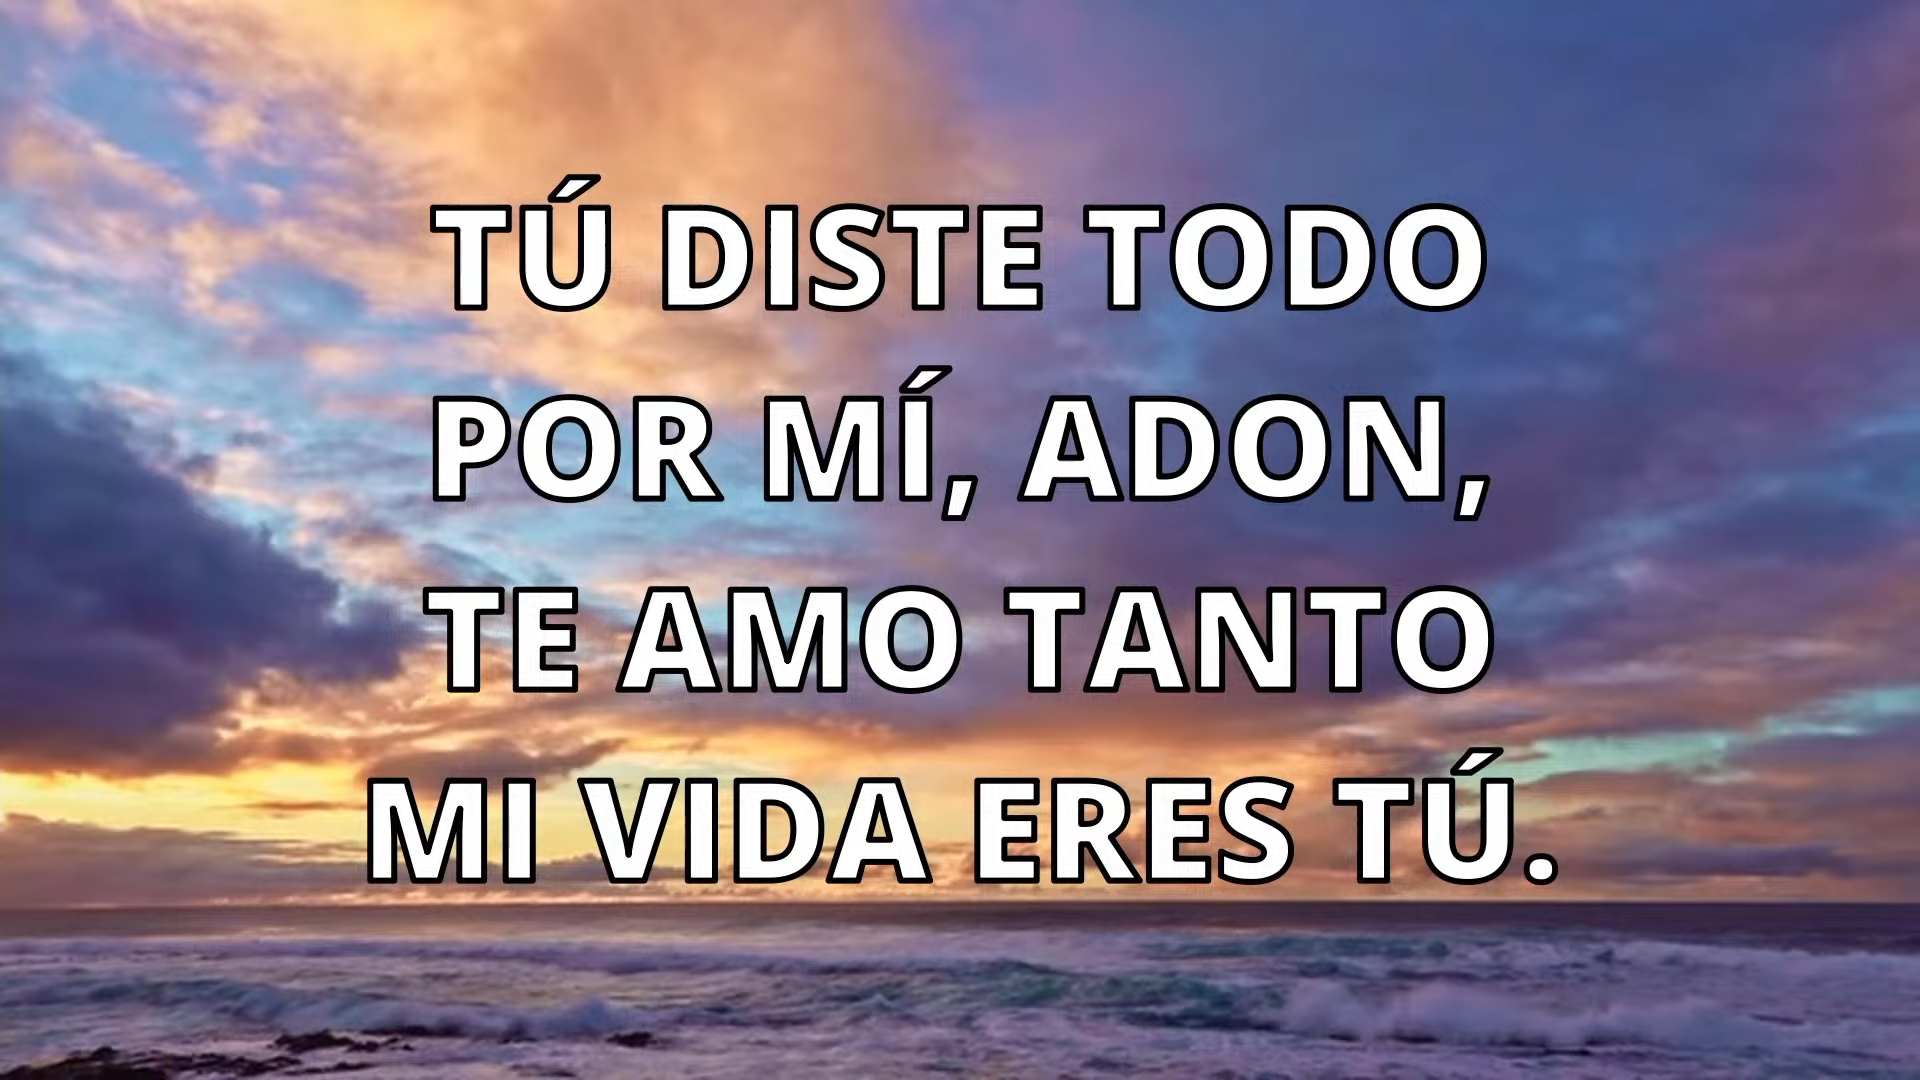 TÚ DISTE TODO
POR MÍ, ADON,
TE AMO TANTO
MI VIDA ERES TÚ.